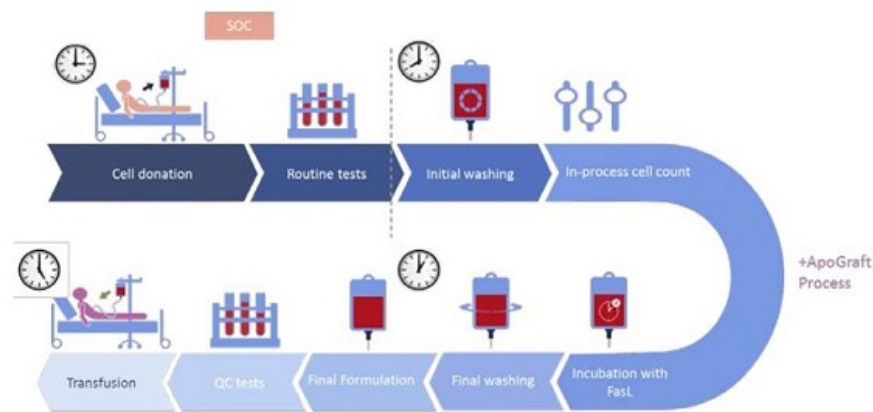 SOC
Cell donation
Routine tests
Initial washing
In-process cell count
+ApoGraft
Process
Transfusion
QC tests
Final Formulation
Final washing
Incubation with
FasL